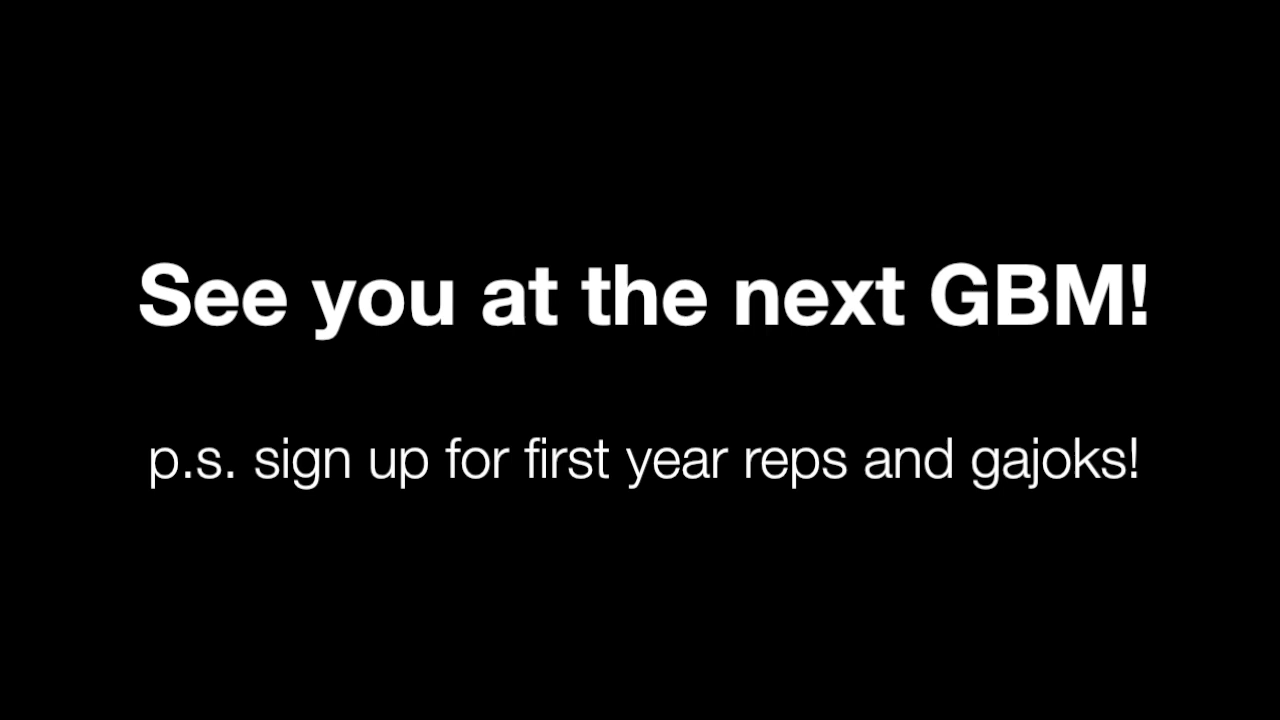 See you at the next GBM!
p.s. sign up for first year reps and gajoks!